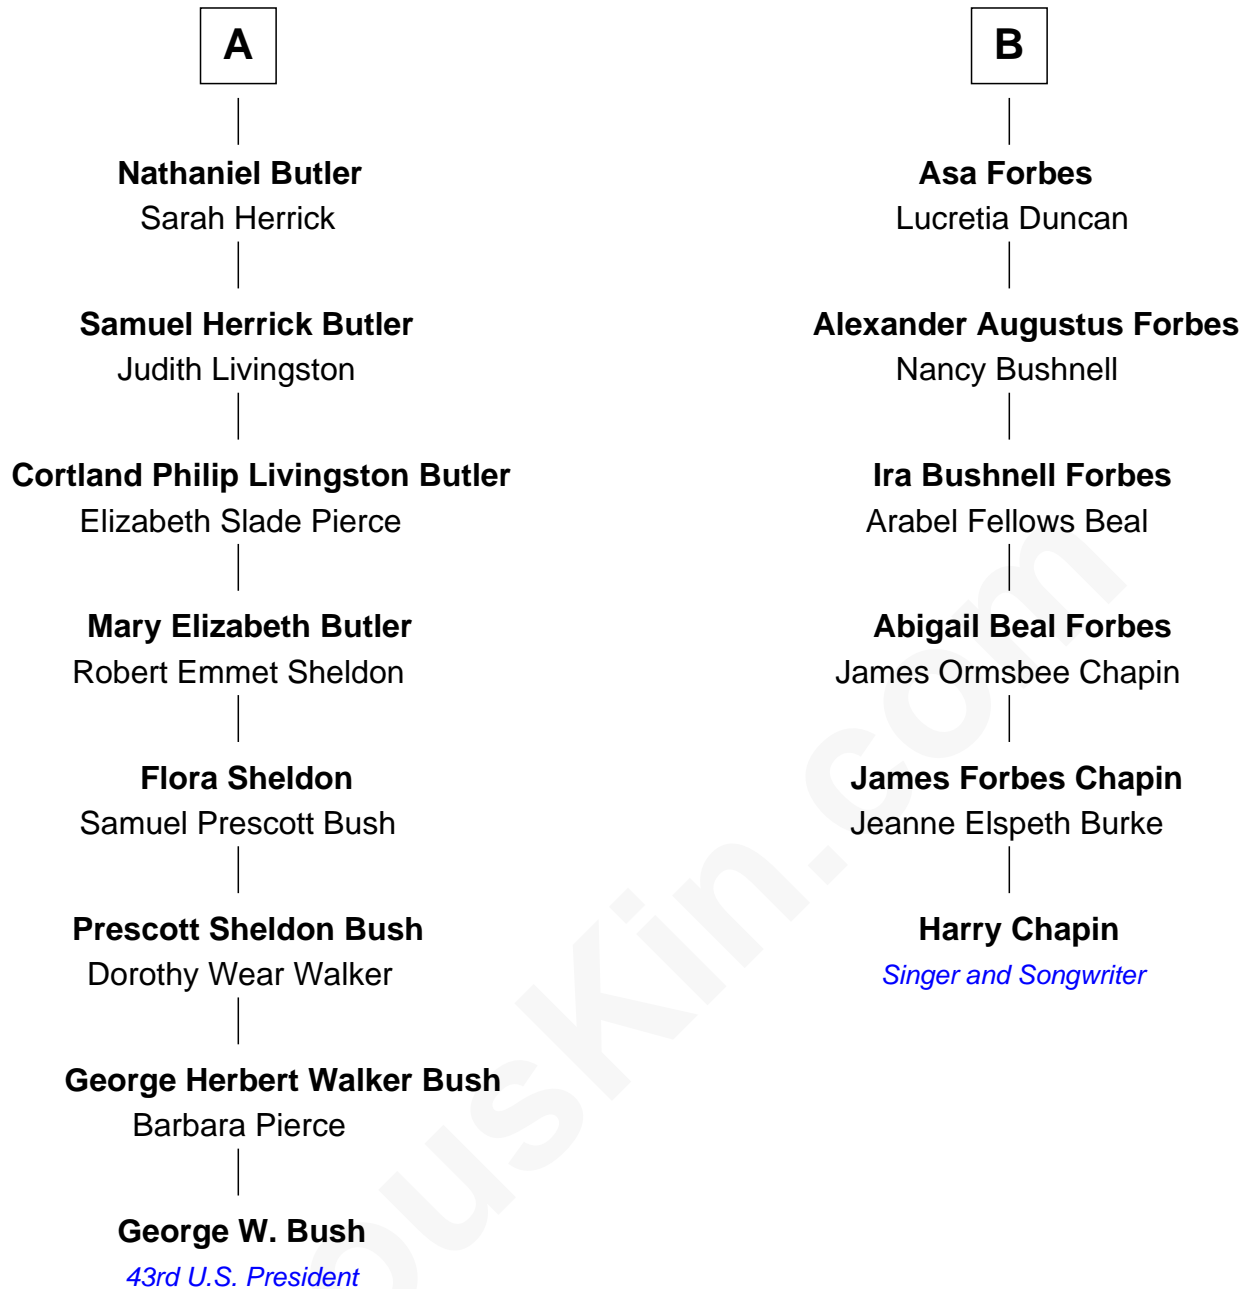 A
Nathaniel Butler
Sarah Herrick
Samuel Herrick Butler
Judith Livingston
Cortland Philip Livingston Butler
Elizabeth Slade Pierce
Mary Elizabeth Butler
Robert Emmet Sheldon
Flora Sheldon
Samuel Prescott Bush
Prescott Sheldon Bush
Dorothy Wear Walker
George Herbert Walker Bush
Barbara Pierce
George W. Bush
43rd U.S. President
B
Asa Forbes
Lucretia Duncan
Alexander Augustus Forbes
Nancy Bushnell
Ira Bushnell Forbes
Arabel Fellows Beal
Abigail Beal Forbes
James Ormsbee Chapin
James Forbes Chapin
Jeanne Elspeth Burke
Harry Chapin
Singer and Songwriter
ousKin.com